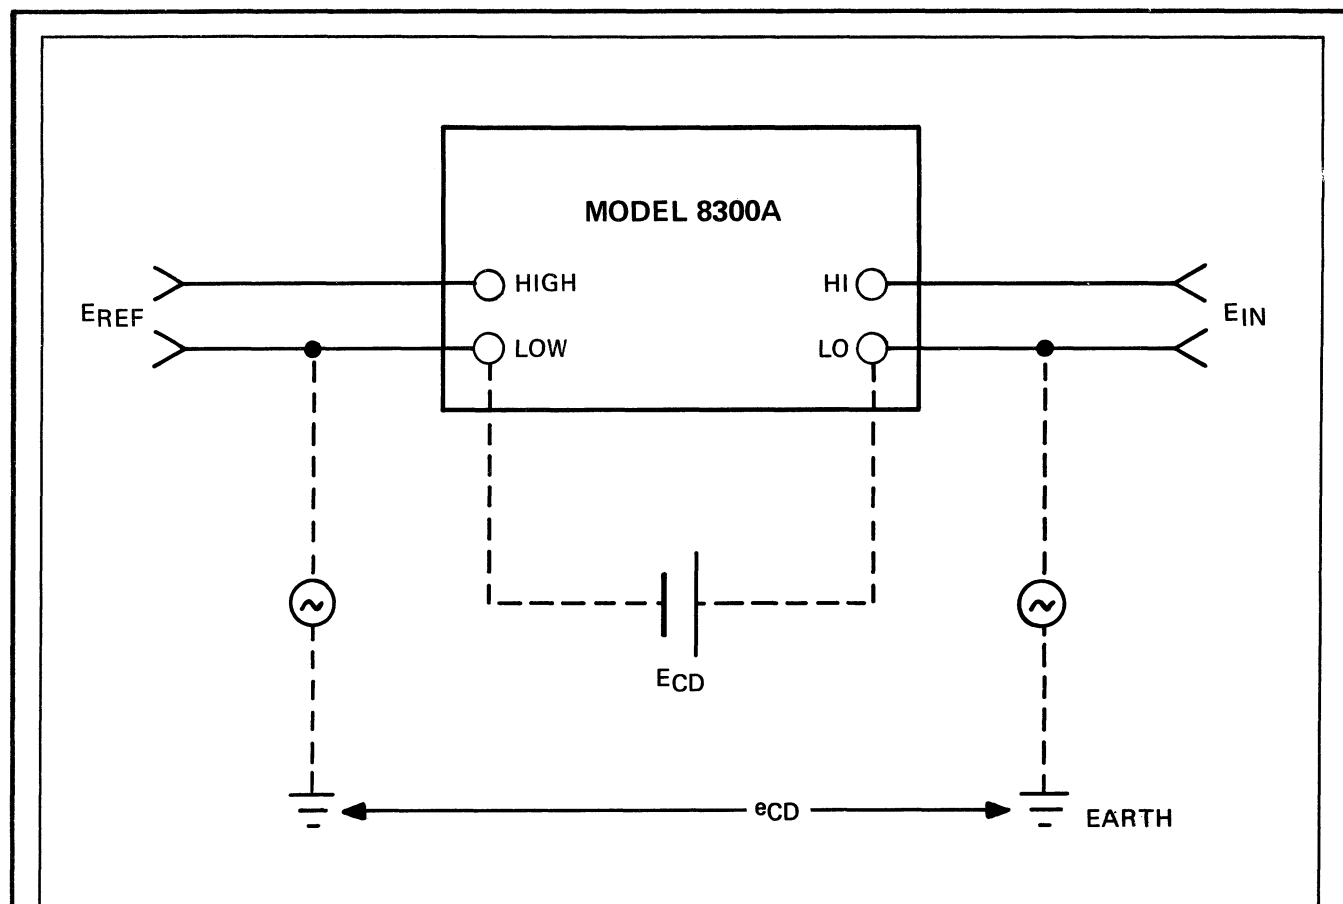 MODEL 8300A
HIGH
HI
EREF
EIN
LOW
LO
ECD
eCD
EARTH